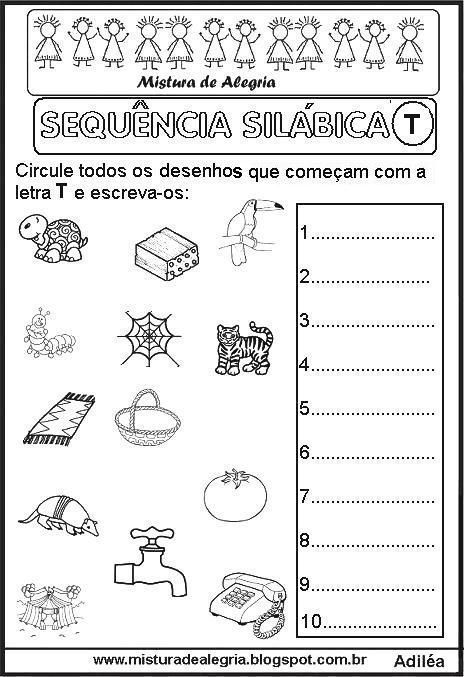 Mistura de Alegria
SEQUÊNCIA SILÁBICA T
Circule todos os desenhos que começam com a
letra T e escreva-os:
1.......................
2.......................
3.......................
4.......................
5.......................
6.......................
7.......................
8.......................
9.......................
10.....................
www.misturadealegria.blogspot.com.br
Adiléa